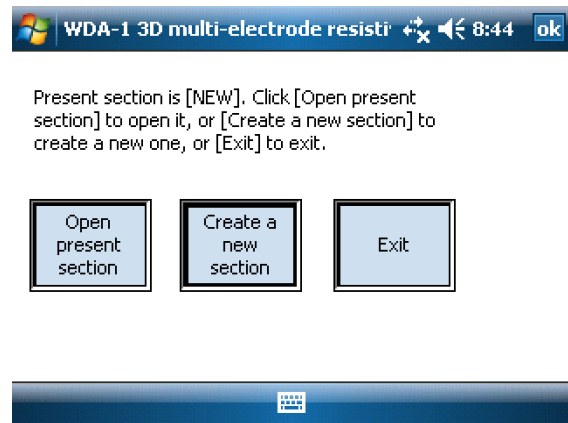 WDA-1 3D multi-electrode resisti 8:44 ok
Present section is [NEW]. Click [Open present
section] to open it, or [Create a new section] to
create a new one, or [Exit] to exit.
Open
present
section
Create a
new
section
Exit